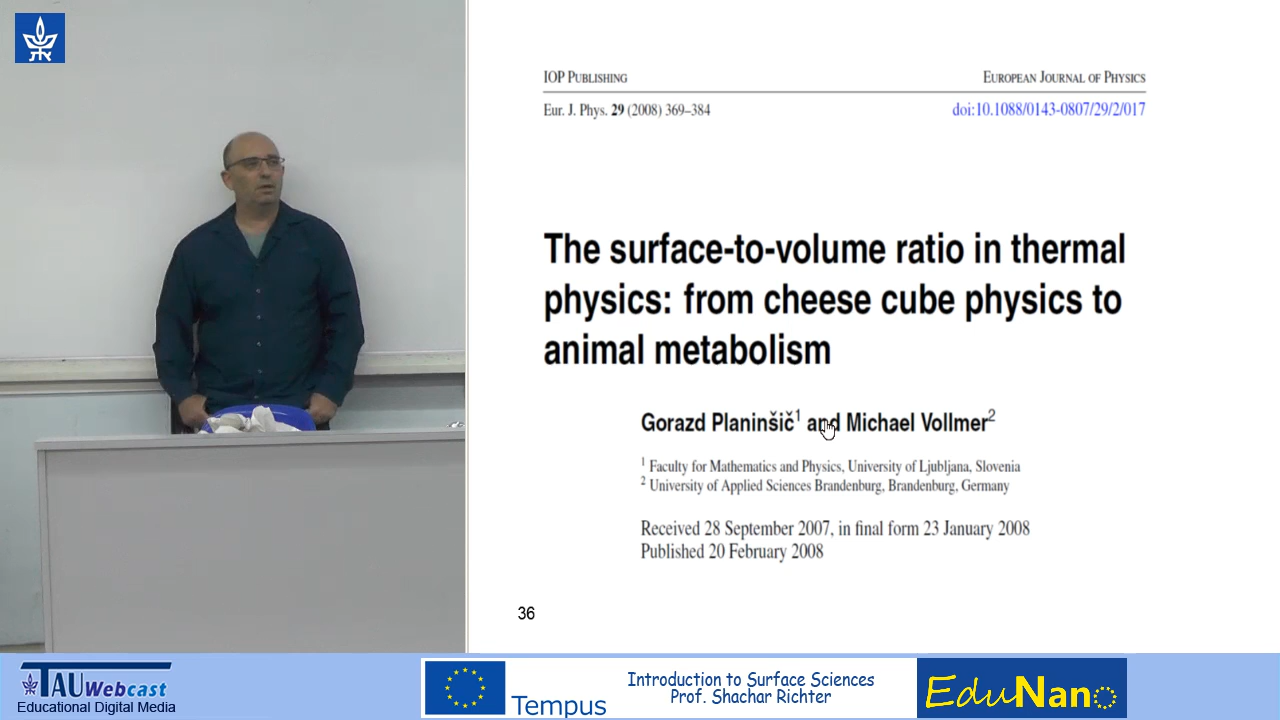 IOP PUBLISHING
EUROPEAN JOURNAL OF PHYSICS
Eur. J. Phys. 29 (2008) 369–384
doi:10.1088/0143-0807/29/2/017
The surface-to-volume ratio in thermal
physics: from cheese cube physics to
animal metabolism
Gorazd Planinšič1 and Michael Vollmer2
1 Faculty for Mathematics and Physics, University of Ljubljana, Slovenia
2 University of Applied Sciences Brandenburg, Brandenburg, Germany
Received 28 September 2007, in final form 23 January 2008
Published 20 February 2008
36
TAU Webcast
Educational Digital Media
Tempus
Introduction to Surface Sciences
Prof. Shachar Richter
EduNano